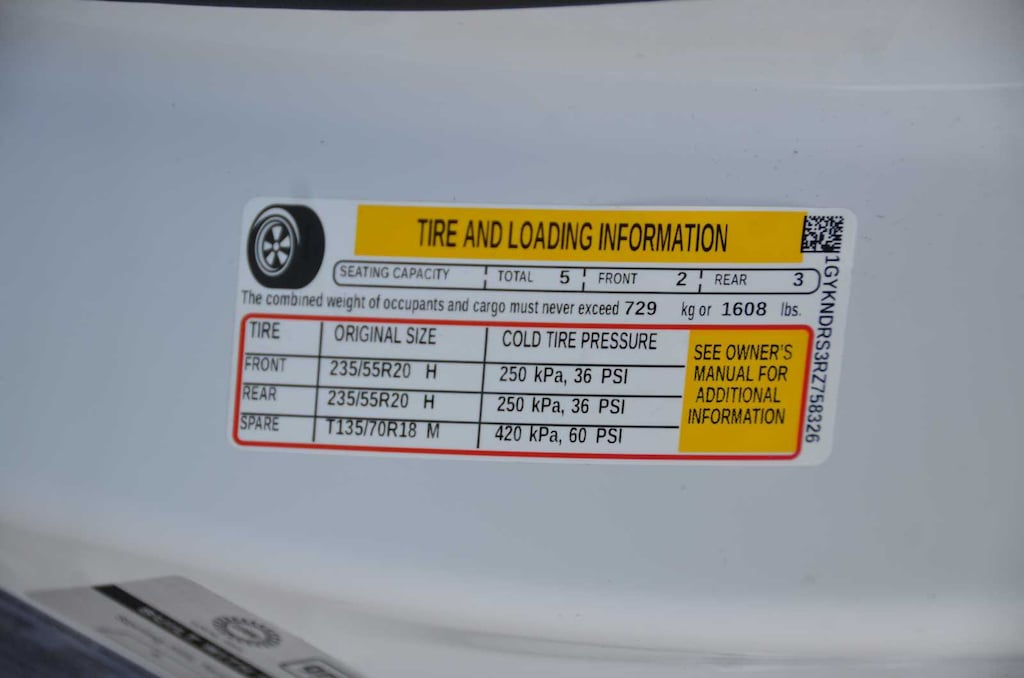 TIRE AND LOADING INFORMATION
SEATING CAPACITY TOTAL 5 FRONT 2 REAR 3
The combined weight of occupants and cargo must never exceed 729 kg or 1608 lbs.
TIRE ORIGINAL SIZE COLD TIRE PRESSURE
FRONT 235/55R20 H 250 kPa, 36 PSI
REAR 235/55R20 H 250 kPa, 36 PSI
SPARE T135/70R18 M 420 kPa, 60 PSI
SEE OWNER'S
MANUAL FOR
ADDITIONAL
INFORMATION
1GYKNDRS3RZ758326